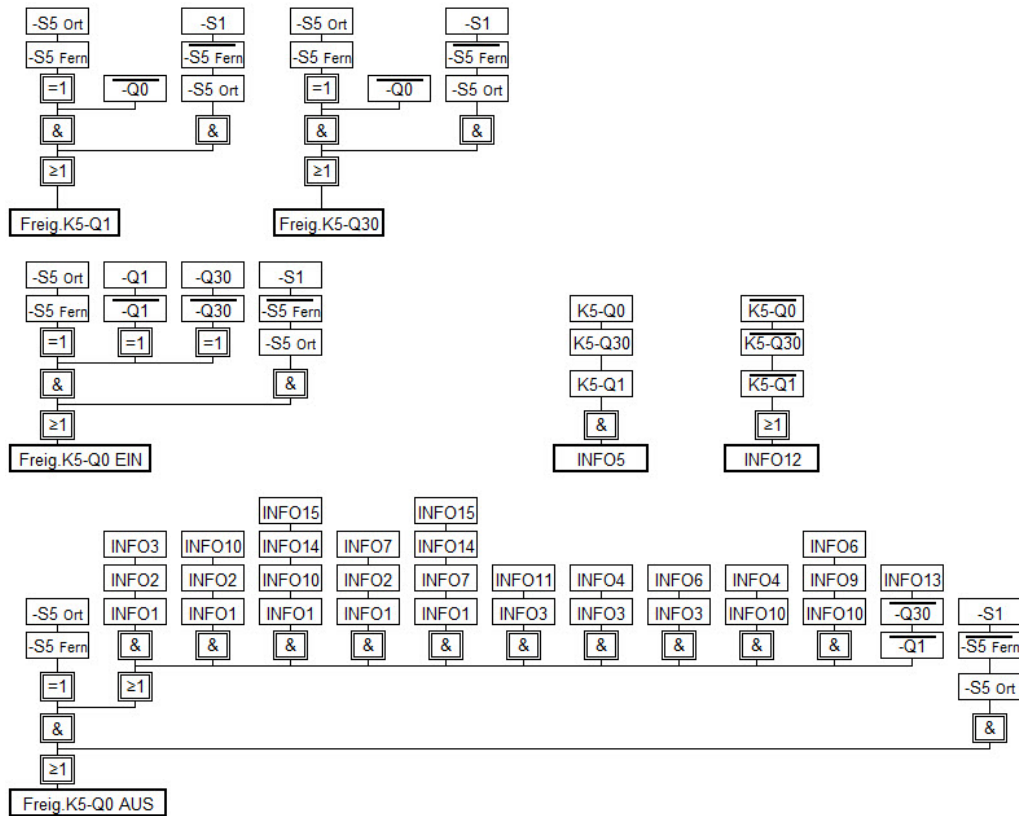 -S5 Ort -S1 -S5 Ort -S1
-S5 Fern -S5 Fern -S5 Fern -S5 Fern
=1 -Q0 -S5 Ort =1 -Q0 -S5 Ort
& & & &
≥1 ≥1
Freig.K5-Q1 Freig.K5-Q30
-S5 Ort -Q1 -Q30 -S1
-S5 Fern -Q1 -Q30 -S5 Fern K5-Q0 K5-Q0
=1 =1 =1 -S5 Ort K5-Q30 K5-Q30
& & K5-Q1 K5-Q1
≥1 & ≥1
Freig.K5-Q0 EIN INFO5 INFO12
INFO15 INFO15
INFO3 INFO10 INFO14 INFO7 INFO14 INFO6
INFO2 INFO2 INFO10 INFO2 INFO7 INFO11 INFO4 INFO6 INFO4 INFO9 INFO13
-S5 Ort INFO1 INFO1 INFO1 INFO1 INFO1 INFO3 INFO3 INFO3 INFO10 INFO10 -Q30 -S1
-S5 Fern & & & & & & & & & & -Q1 -S5 Fern
=1 ≥1 -S5 Ort
& &
≥1
Freig.K5-Q0 AUS